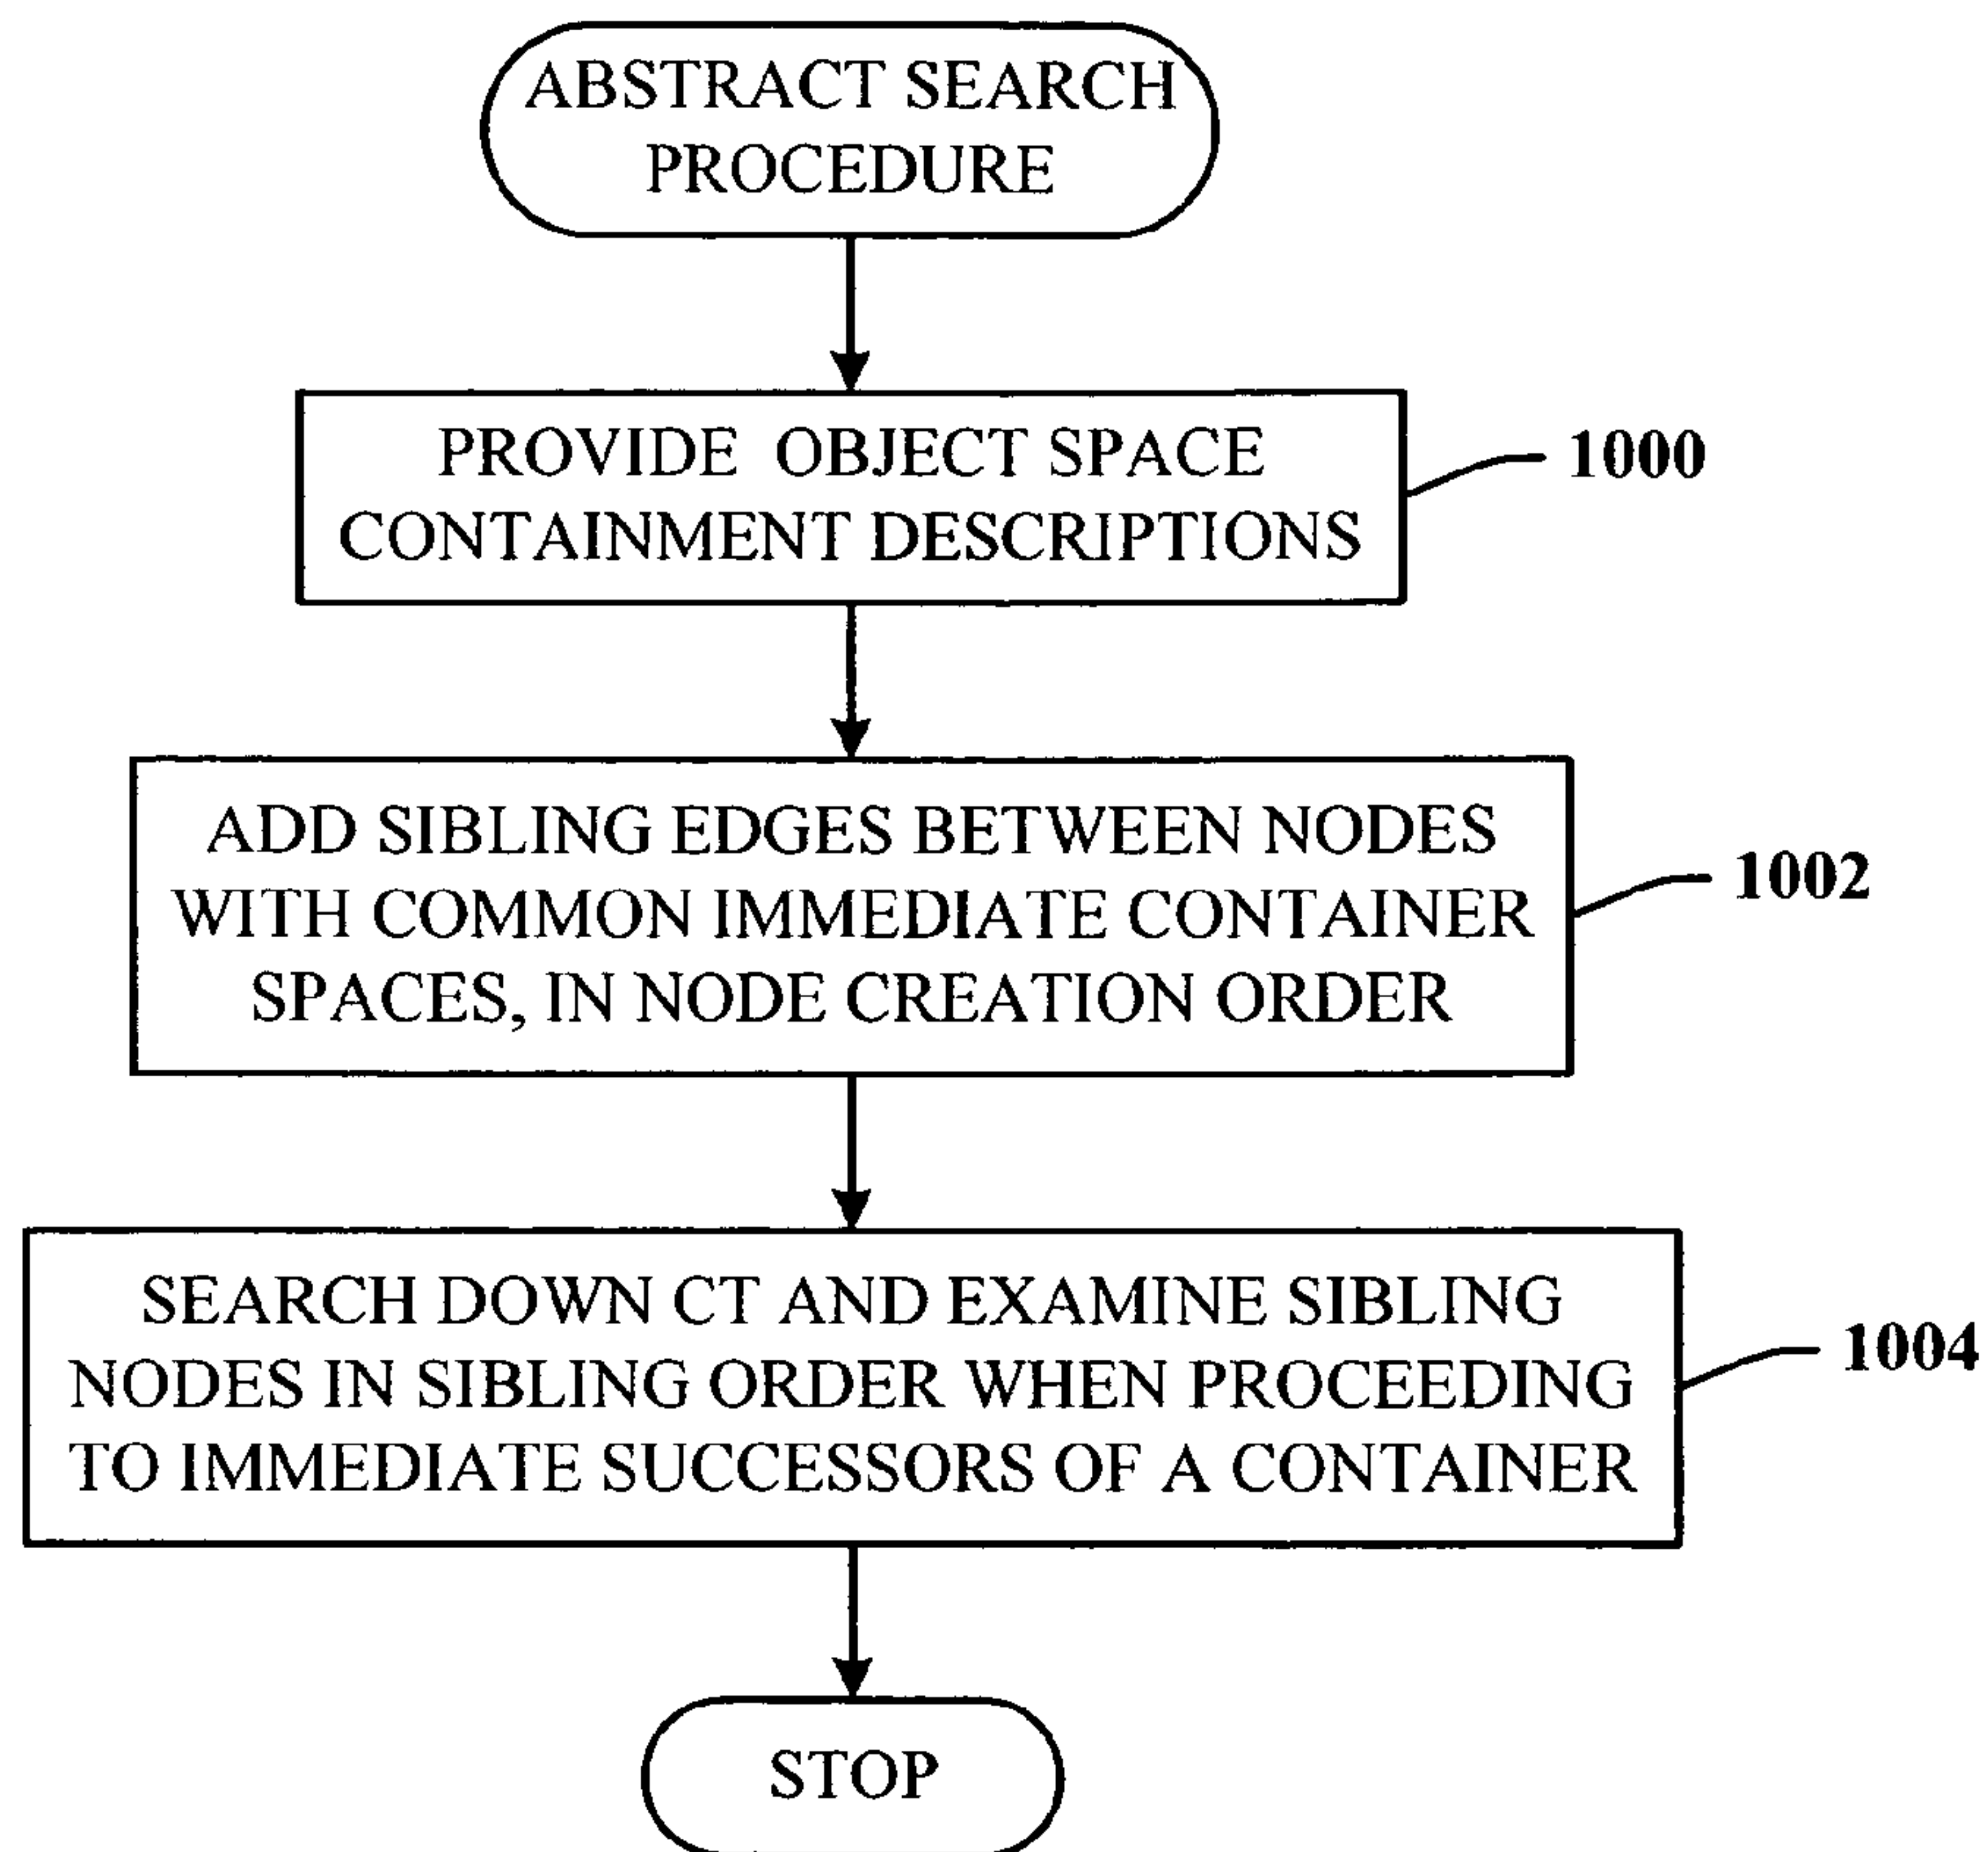 ABSTRACT SEARCH
PROCEDURE
PROVIDE OBJECT SPACE
CONTAINMENT DESCRIPTIONS
1000
ADD SIBLING EDGES BETWEEN NODES
WITH COMMON IMMEDIATE CONTAINER
SPACES, IN NODE CREATION ORDER
1002
SEARCH DOWN CT AND EXAMINE SIBLING
NODES IN SIBLING ORDER WHEN PROCEEDING
TO IMMEDIATE SUCCESSORS OF A CONTAINER
1004
STOP